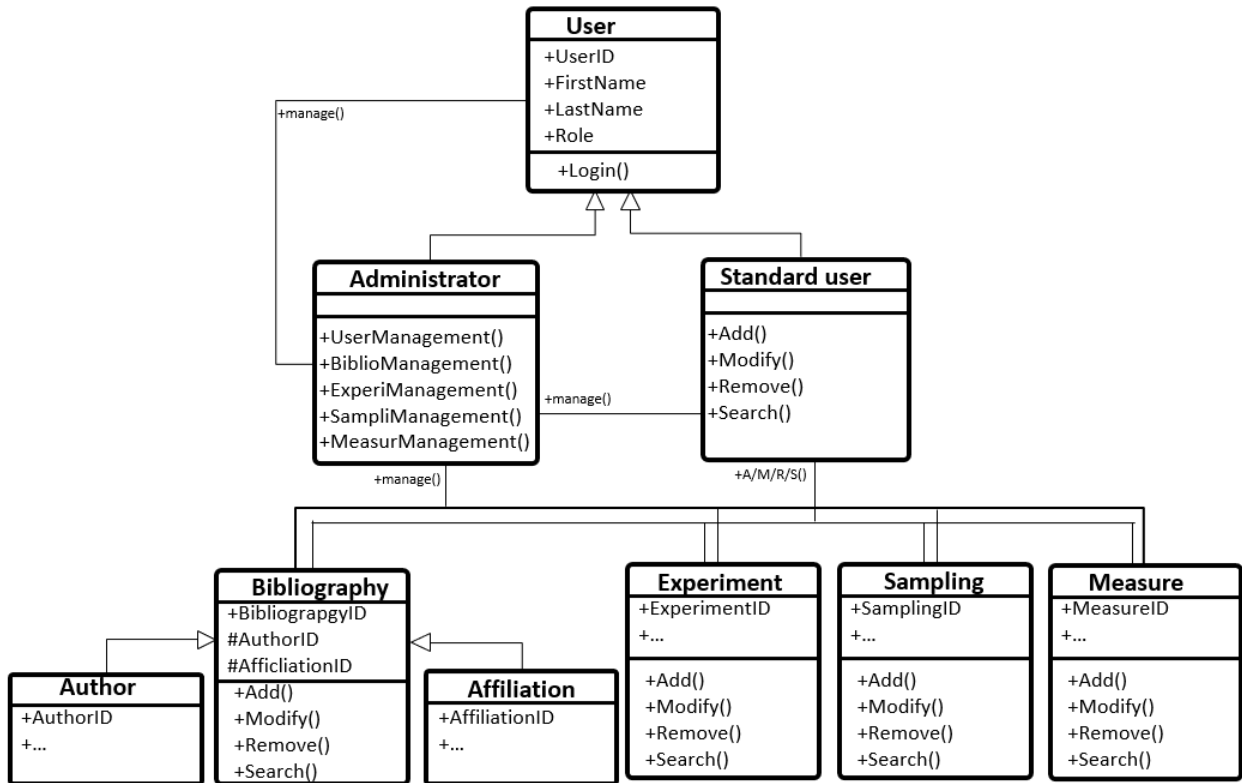 User
+UserID
+FirstName
+LastName
+Role
+Login()
+manage()
Administrator
+UserManagement()
+BiblioManagement()
+ExperiManagement()
+SampliManagement()
+MeasurManagement()
Standard user
+Add()
+Modify()
+Remove()
+Search()
+manage()
+manage()
+A/M/R/S()
Bibliography
+BibliograpgyID
#AuthorID
#AfficliationID
+Add()
+Modify()
+Remove()
+Search()
Author
+AuthorID
+...
Affiliation
+AffiliationID
+...
Experiment
+ExperimentID
+...
+Add()
+Modify()
+Remove()
+Search()
Sampling
+SamplingID
+...
+Add()
+Modify()
+Remove()
+Search()
Measure
+MeasureID
+...
+Add()
+Modify()
+Remove()
+Search()